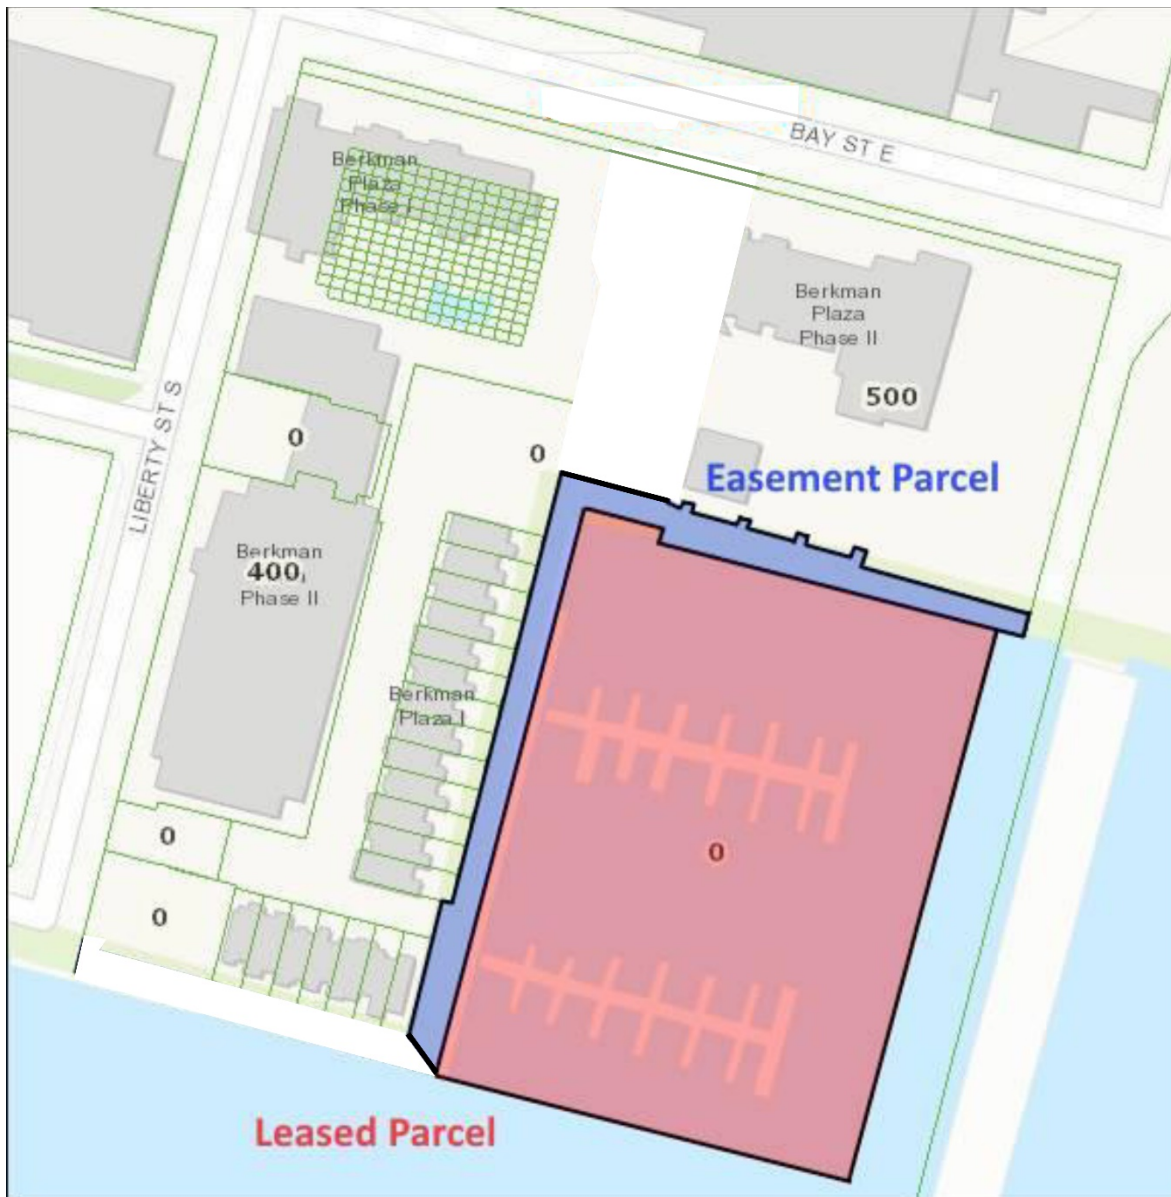 BAY ST E
Berkman
Plaza
Phase I
Berkman
Plaza
Phase II
500
0
0
LIBERTY ST S
Easement Parcel
Berkman
400
Phase II
Berkman
Plaza I
0
0
0
Leased Parcel